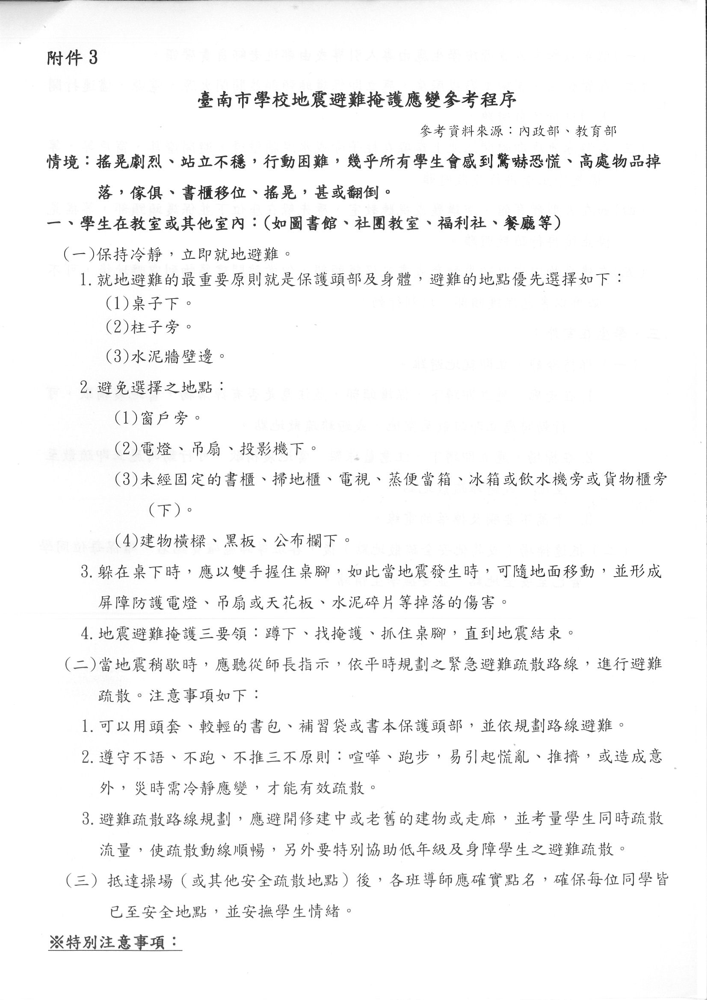 附件 3
臺南市學校地震避難掩護應變參考程序
參考資料來源：內政部、教育部
情境：搖晃劇烈、站立不穩，行動困難，幾乎所有學生會感到驚嚇恐慌、高處物品掉
落，傢俱、書櫃移位、搖晃，甚或翻倒。
一、學生在教室或其他室內：(如圖書館、社團教室、福利社、餐廳等)
(一)保持冷靜，立即就地避難。
1. 就地避難的最重要原則就是保護頭部及身體，避難的地點優先選擇如下：
(1)桌子下。
(2)柱子旁。
(3)水泥牆壁邊。
2. 避免選擇之地點：
(1)窗戶旁。
(2)電燈、吊扇、投影機下。
(3)未經固定的書櫃、掃地櫃、電視、蒸便當箱、冰箱或飲水機旁或貨物櫃旁
(下)。
(4)建物橫樑、黑板、公布欄下。
3. 躲在桌下時，應以雙手握住桌腳，如此當地震發生時，可隨地面移動，並形成
屏障防護電燈、吊扇或天花板、水泥碎片等掉落的傷害。
4. 地震避難掩護三要領：蹲下、找掩護、抓住桌腳，直到地震結束。
(二)當地震稍歇時，應聽從師長指示，依平時規劃之緊急避難疏散路線，進行避難
疏散。注意事項如下：
1. 可以用頭套、較輕的書包、補習袋或書本保護頭部，並依規劃路線避難。
2. 遵守不語、不跑、不推三不原則：喧嘩、跑步，易引起慌亂、推擠，或造成意
外，災時需冷靜應變，才能有效疏散。
3. 避難疏散路線規劃，應避開修建中或老舊的建物或走廊，並考量學生同時疏散
流量，使疏散動線順暢，另外要特別協助低年級及身障學生之避難疏散。
(三) 抵達操場（或其他安全疏散地點）後，各班導師應確實點名，確保每位同學皆
已至安全地點，並安撫學生情緒。
※特別注意事項：